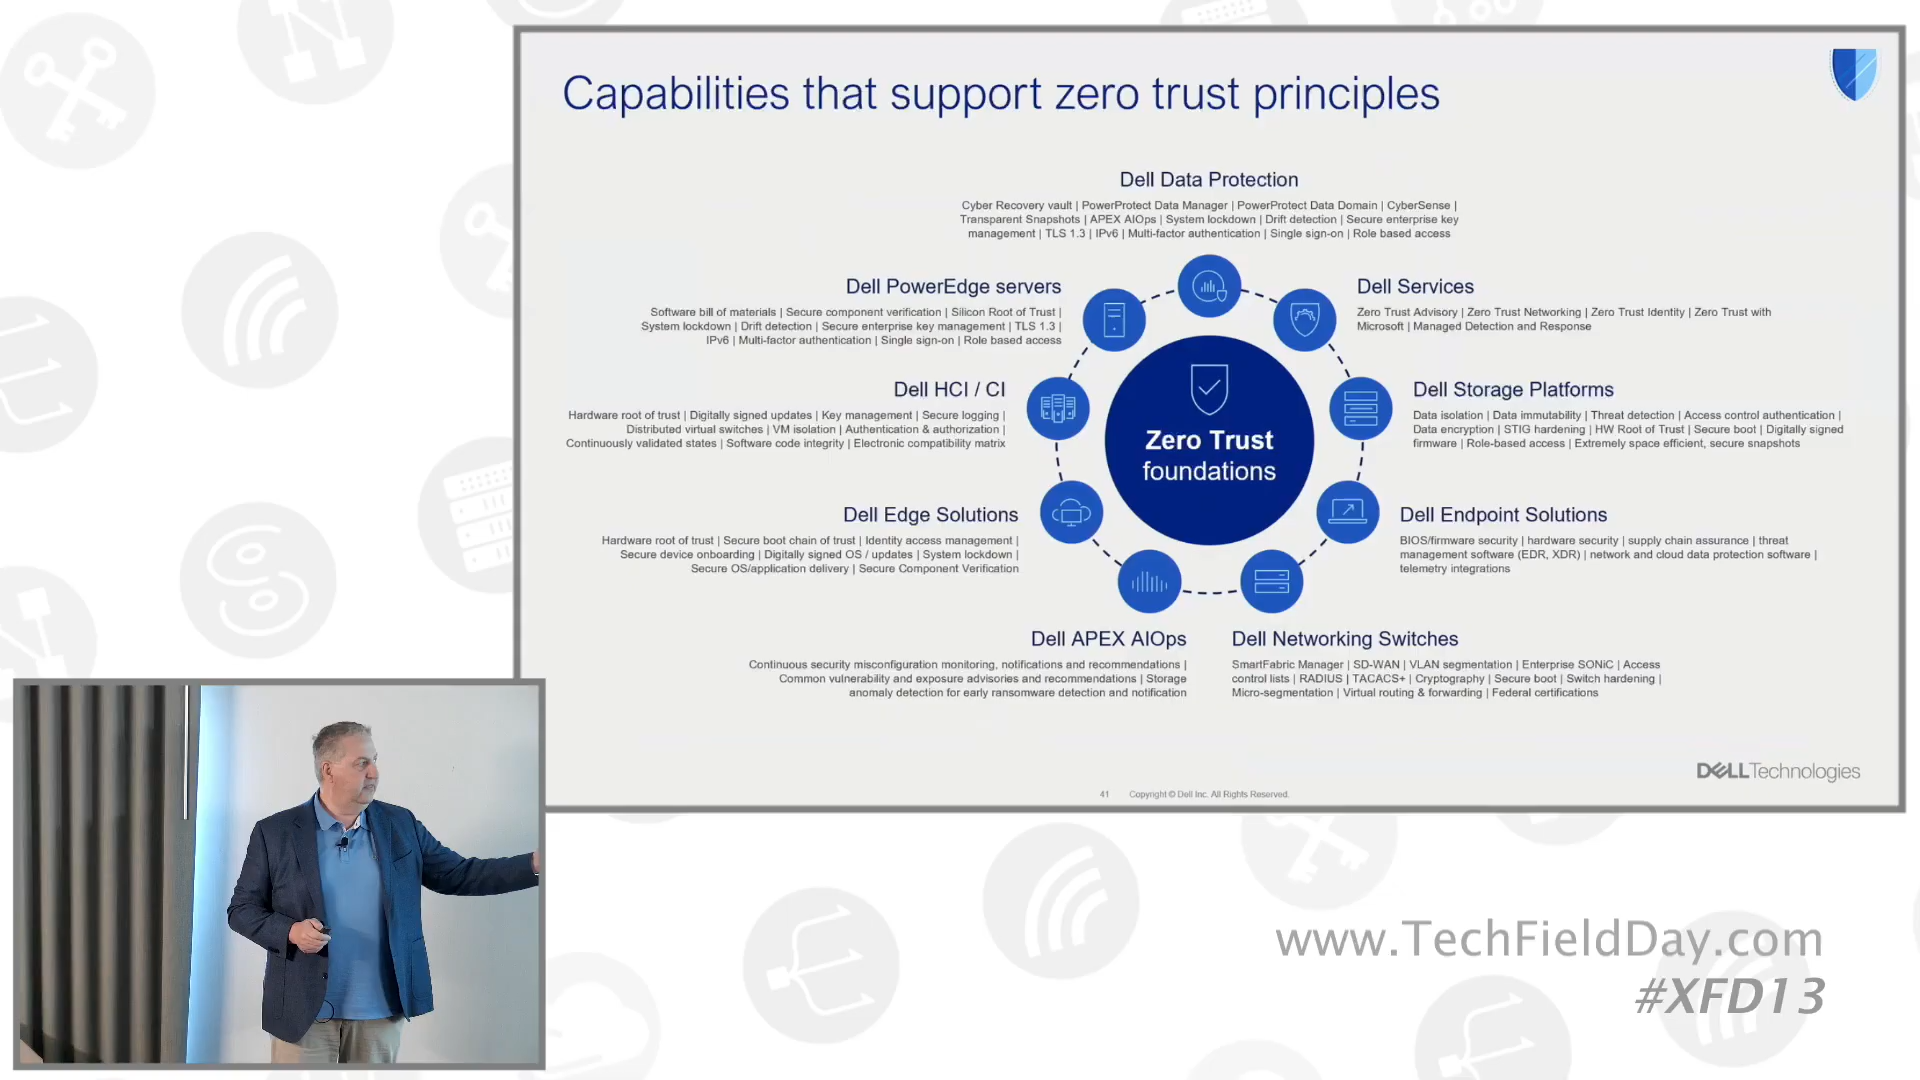 Capabilities that support zero trust principles
Dell Data Protection
Cyber Recovery vault | PowerProtect Data Manager | PowerProtect Data Domain | CyberSense |
Transparent Snapshots | APEX AIOps | System lockdown | Drift detection | Secure enterprise key
management | TLS 1.3 | IPv6 | Multi-factor authentication | Single sign-on | Role based access
Dell PowerEdge servers
Software bill of materials | Secure component verification | Silicon Root of Trust |
System lockdown | Drift detection | Secure enterprise key management | TLS 1.3 |
IPv6 | Multi-factor authentication | Single sign-on | Role based access
Dell Services
Zero Trust Advisory | Zero Trust Networking | Zero Trust Identity | Zero Trust with
Microsoft | Managed Detection and Response
Dell HCI / CI
Hardware root of trust | Digitally signed updates | Key management | Secure logging |
Distributed virtual switches | VM isolation | Authentication & authorization |
Continuously validated states | Software code integrity | Electronic compatibility matrix
Dell Storage Platforms
Data isolation | Data immutability | Threat detection | Access control authentication |
Data encryption | STIG hardening | HW Root of Trust | Secure boot | Digitally signed
firmware | Role-based access | Extremely space efficient, secure snapshots
Zero Trust
foundations
Dell Edge Solutions
Hardware root of trust | Secure boot chain of trust | Identity access management |
Secure device onboarding | Digitally signed OS / updates | System lockdown |
Secure OS/application delivery | Secure Component Verification
Dell Endpoint Solutions
BIOS/firmware security | hardware security | supply chain assurance | threat
management software (EDR, XDR) | network and cloud data protection software |
telemetry integrations
Dell APEX AIOps
Continuous security misconfiguration monitoring, notifications and recommendations |
Common vulnerability and exposure advisories and recommendations | Storage
anomaly detection for early ransomware detection and notification
Dell Networking Switches
SmartFabric Manager | SD-WAN | VLAN segmentation | Enterprise SONiC | Access
control lists | RADIUS | TACACS+ | Cryptography | Secure boot | Switch hardening |
Micro-segmentation | Virtual routing & forwarding | Federal certifications
DELL Technologies
41 Copyright © Dell Inc. All Rights Reserved.
www.TechFieldDay.com
#XFD13